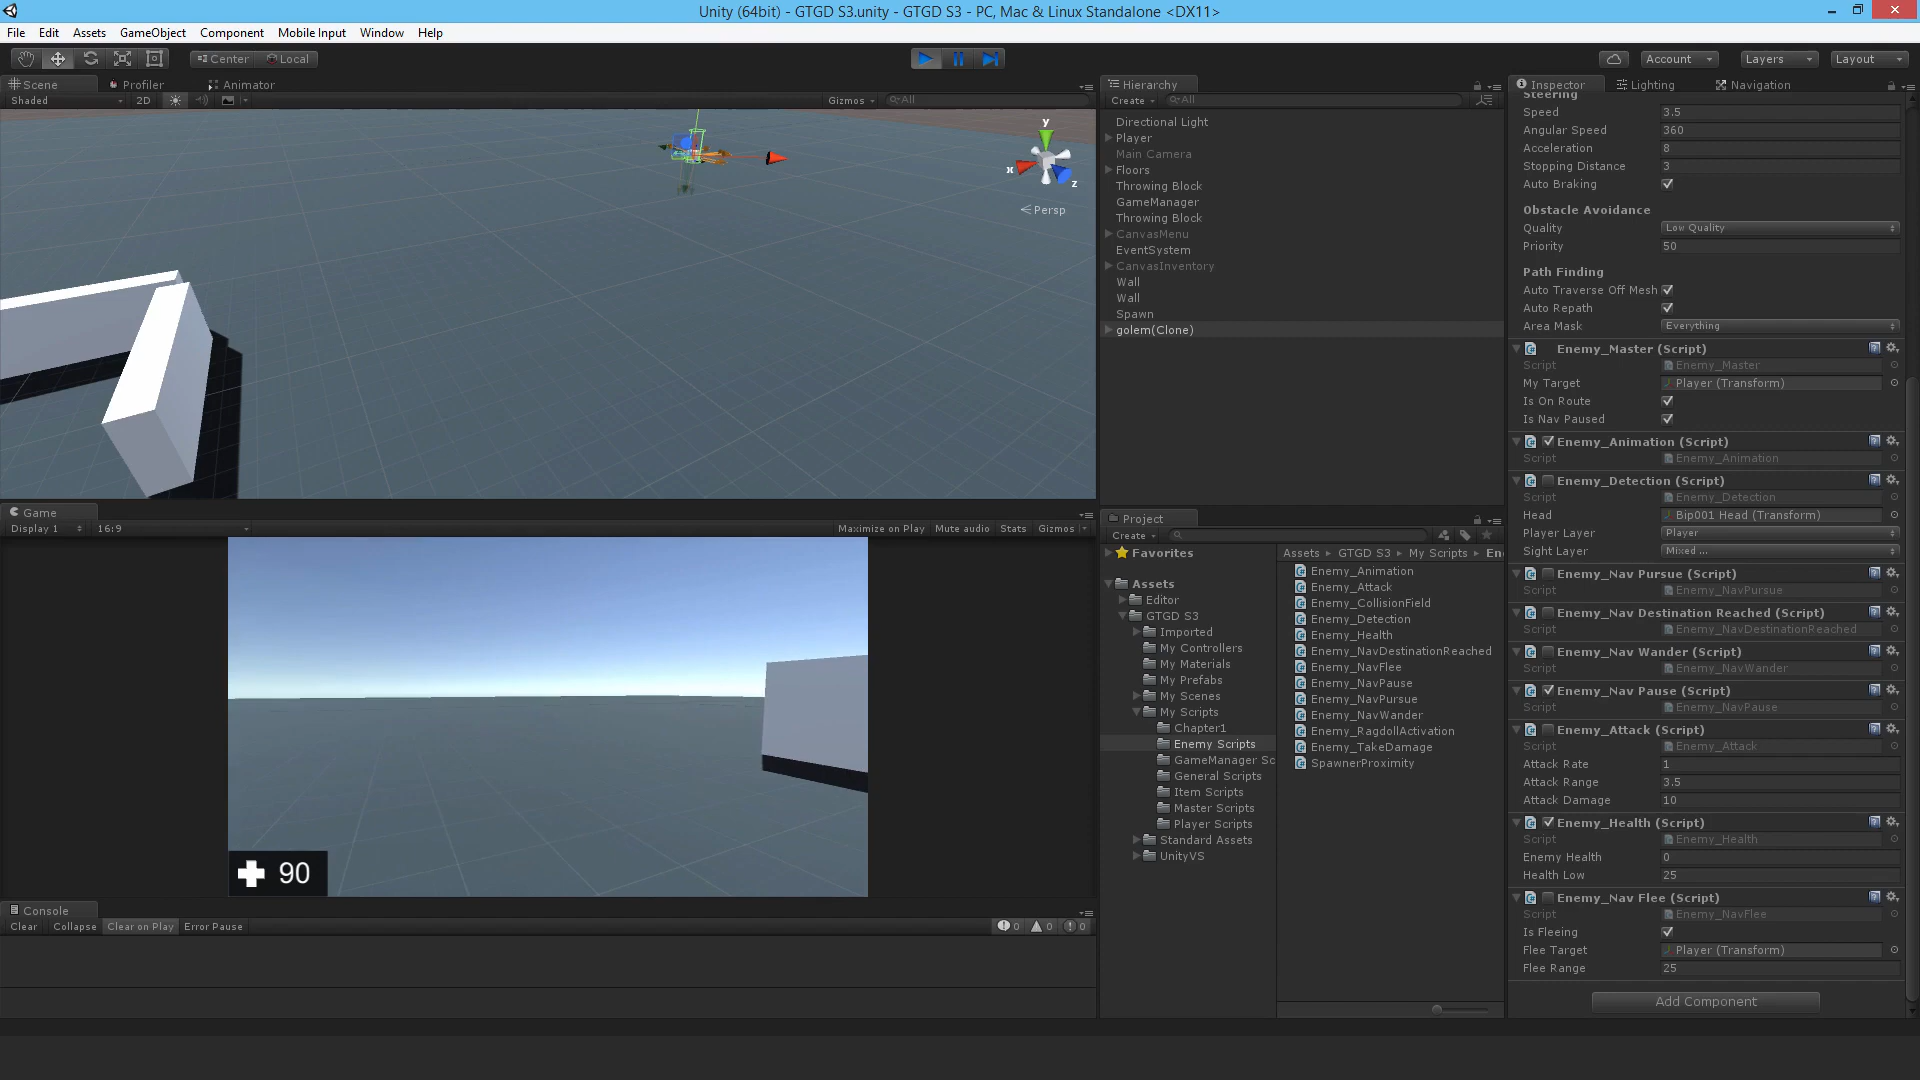 Unity (64bit) - GTGD S3.unity - GTGD S3 - PC, Mac & Linux Standalone <DX11>
File Edit Assets GameObject Component Mobile Input Window Help
Center Local Account Layers Layout
Scene Profiler Animator
Shaded 2D Gizmos All
y
x
z
Persp
Game
Display 1 16:9 Maximize on Play Mute audio Stats Gizmos
90
Console
Clear Collapse Clear on Play Error Pause 0 0 0
Hierarchy
Create All
Directional Light
Player
Main Camera
Floors
Throwing Block
GameManager
Throwing Block
CanvasMenu
EventSystem
CanvasInventory
Wall
Wall
Spawn
golem(Clone)
Project
Create
Favorites
Assets
Editor
GTGD S3
Imported
My Controllers
My Materials
My Prefabs
My Scenes
My Scripts
Chapter1
Enemy Scripts
GameManager Sc
General Scripts
Item Scripts
Master Scripts
Player Scripts
Standard Assets
UnityVS
Assets GTGD S3 My Scripts En
Enemy_Animation
Enemy_Attack
Enemy_CollisionField
Enemy_Detection
Enemy_Health
Enemy_NavDestinationReached
Enemy_NavFlee
Enemy_NavPause
Enemy_NavPursue
Enemy_NavWander
Enemy_RagdollActivation
Enemy_TakeDamage
SpawnerProximity
Inspector Lighting Navigation
Steering
Speed 3.5
Angular Speed 360
Acceleration 8
Stopping Distance 3
Auto Braking
Obstacle Avoidance
Quality Low Quality
Priority 50
Path Finding
Auto Traverse Off Mesh
Auto Repath
Area Mask Everything
Enemy_Master (Script)
Script Enemy_Master
My Target Player (Transform)
Is On Route
Is Nav Paused
Enemy_Animation (Script)
Script Enemy_Animation
Enemy_Detection (Script)
Script Enemy_Detection
Head Bip001 Head (Transform)
Player Layer Player
Sight Layer Mixed ...
Enemy_Nav Pursue (Script)
Script Enemy_NavPursue
Enemy_Nav Destination Reached (Script)
Script Enemy_NavDestinationReached
Enemy_Nav Wander (Script)
Script Enemy_NavWander
Enemy_Nav Pause (Script)
Script Enemy_NavPause
Enemy_Attack (Script)
Script Enemy_Attack
Attack Rate 1
Attack Range 3.5
Attack Damage 10
Enemy_Health (Script)
Script Enemy_Health
Enemy Health 0
Health Low 25
Enemy_Nav Flee (Script)
Script Enemy_NavFlee
Is Fleeing
Flee Target Player (Transform)
Flee Range 25
Add Component